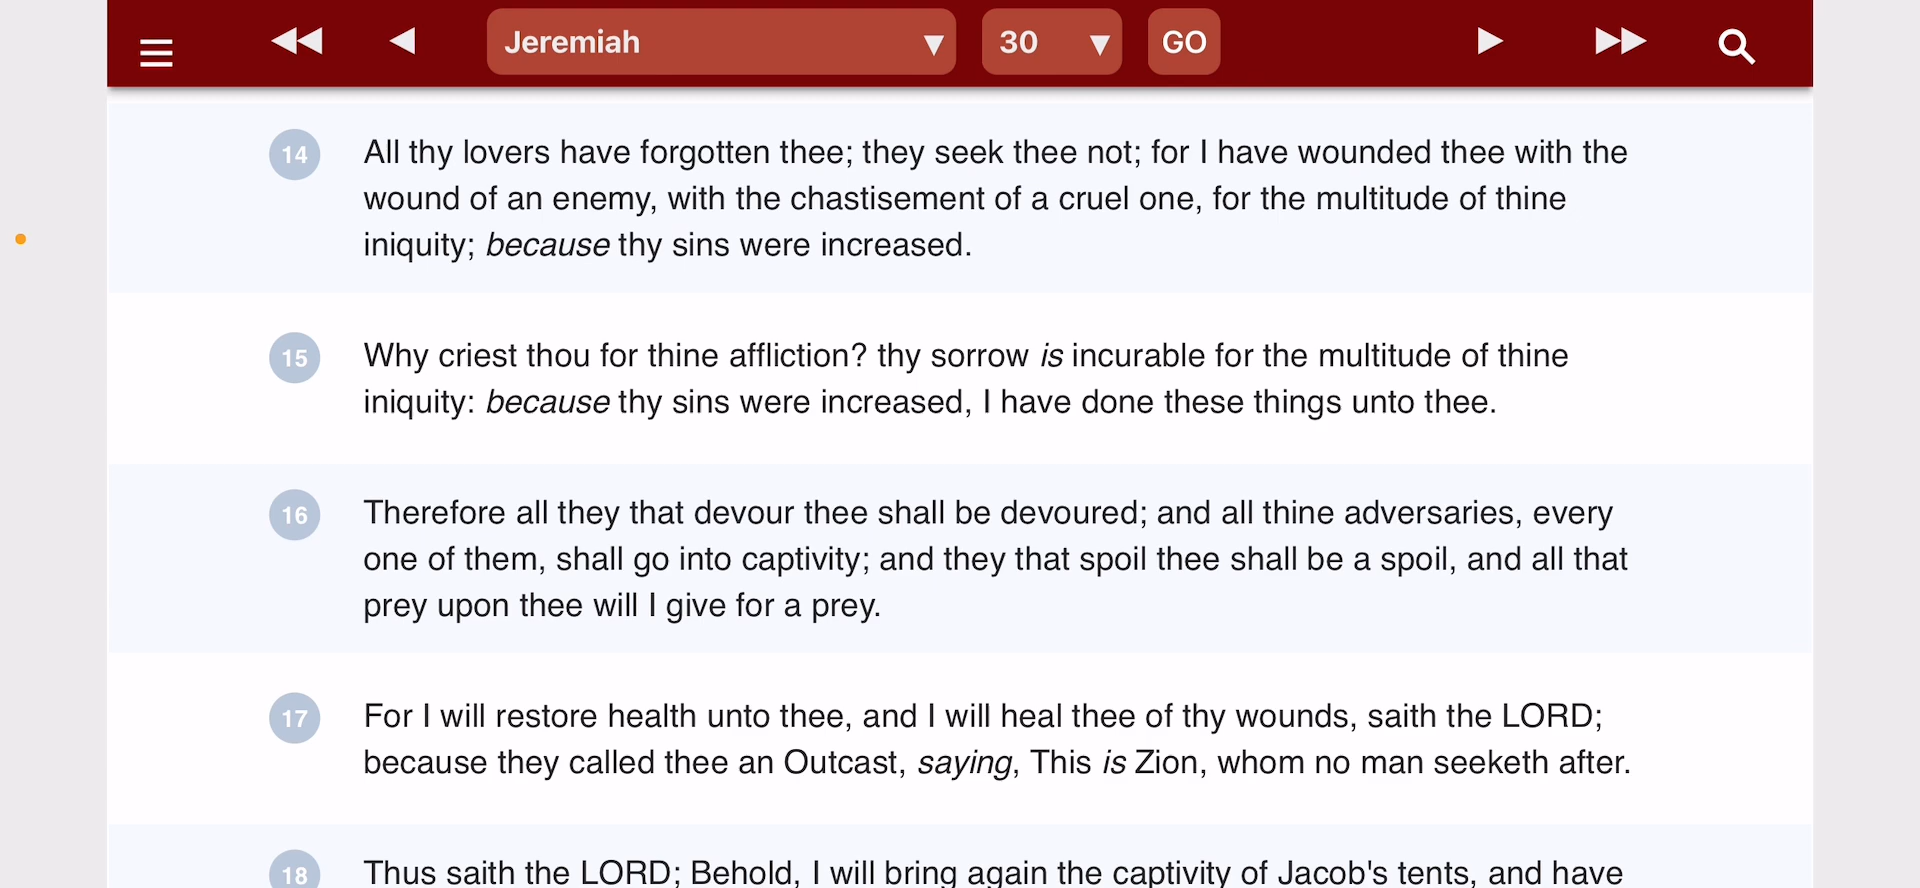 Jeremiah 30 GO
14 All thy lovers have forgotten thee; they seek thee not; for I have wounded thee with the
wound of an enemy, with the chastisement of a cruel one, for the multitude of thine
iniquity; because thy sins were increased.
15 Why criest thou for thine affliction? thy sorrow is incurable for the multitude of thine
iniquity: because thy sins were increased, I have done these things unto thee.
16 Therefore all they that devour thee shall be devoured; and all thine adversaries, every
one of them, shall go into captivity; and they that spoil thee shall be a spoil, and all that
prey upon thee will I give for a prey.
17 For I will restore health unto thee, and I will heal thee of thy wounds, saith the LORD;
because they called thee an Outcast, saying, This is Zion, whom no man seeketh after.
18 Thus saith the LORD; Behold, I will bring again the captivity of Jacob's tents, and have